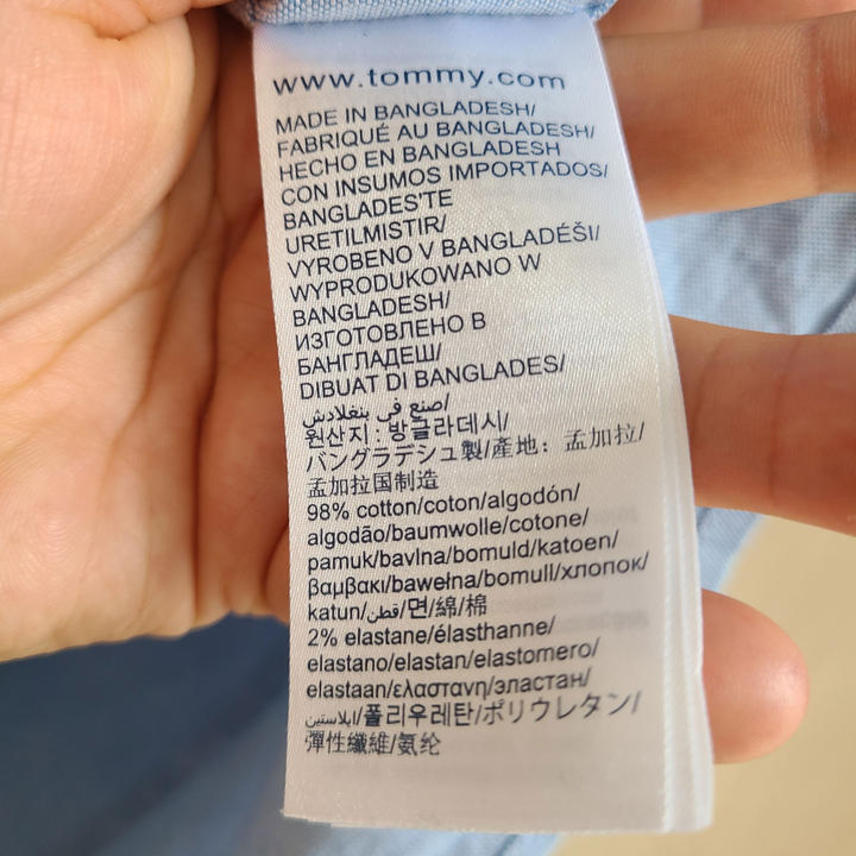 www.tommy.com
MADE IN BANGLADESH/
FABRIQUÉ AU BANGLADESH/
HECHO EN BANGLADESH
CON INSUMOS IMPORTADOS/
BANGLADES'TE
URETILMISTIR/
VYROBENO V BANGLADÉŠI/
WYPRODUKOWANO W
BANGLADESH/
ИЗГОТОВЛЕНО В
БАНГЛАДЕШ/
DIBUAT DI BANGLADES/
صنع في بنغلادش/
원산지 : 방글라데시/
バングラデシュ製/產地：孟加拉/
孟加拉国制造
98% cotton/coton/algodón/
algodão/baumwolle/cotone/
pamuk/bavlna/bomuld/katoen/
βαμβακι/bawełna/bomull/хлопок/
katun/قطن/면/綿/棉
2% elastane/élasthanne/
elastano/elastan/elastomero/
elastaan/ελαστανη/эластан/
ايلاستين/폴리우레탄/ポリウレタン/
彈性纖維/氨纶